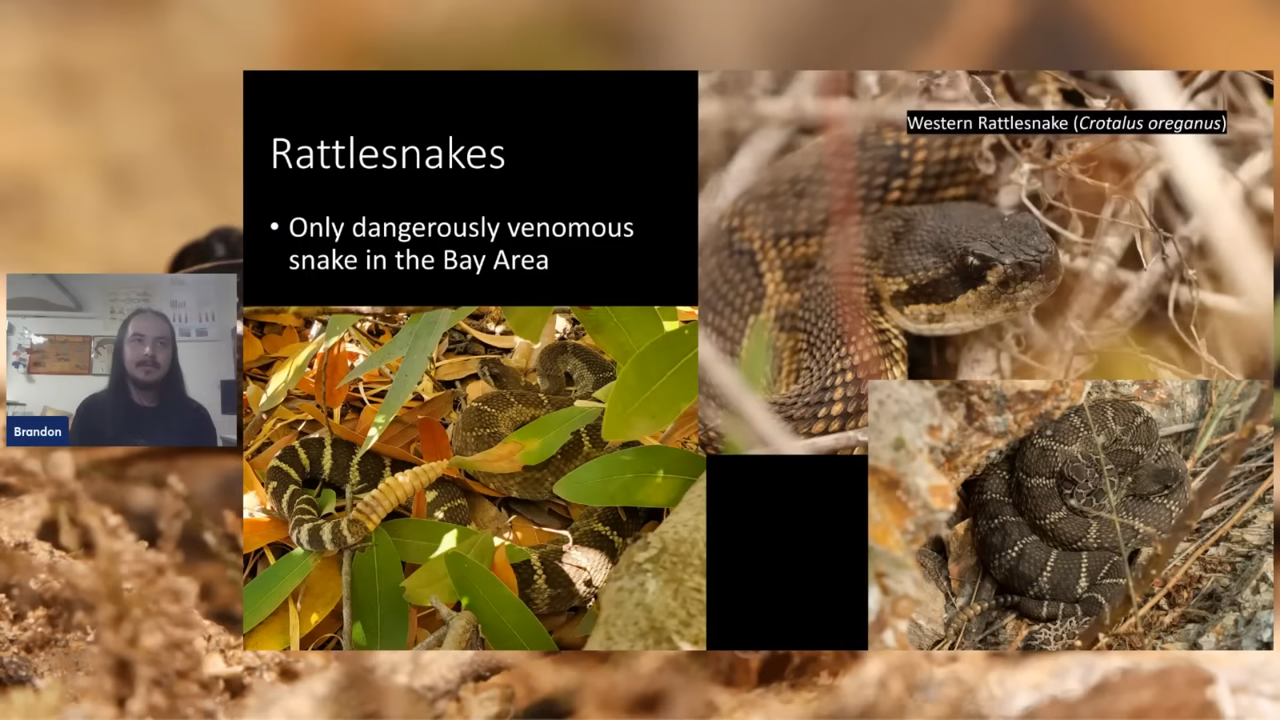 Rattlesnakes
• Only dangerously venomous
snake in the Bay Area
Western Rattlesnake (Crotalus oreganus)
Brandon